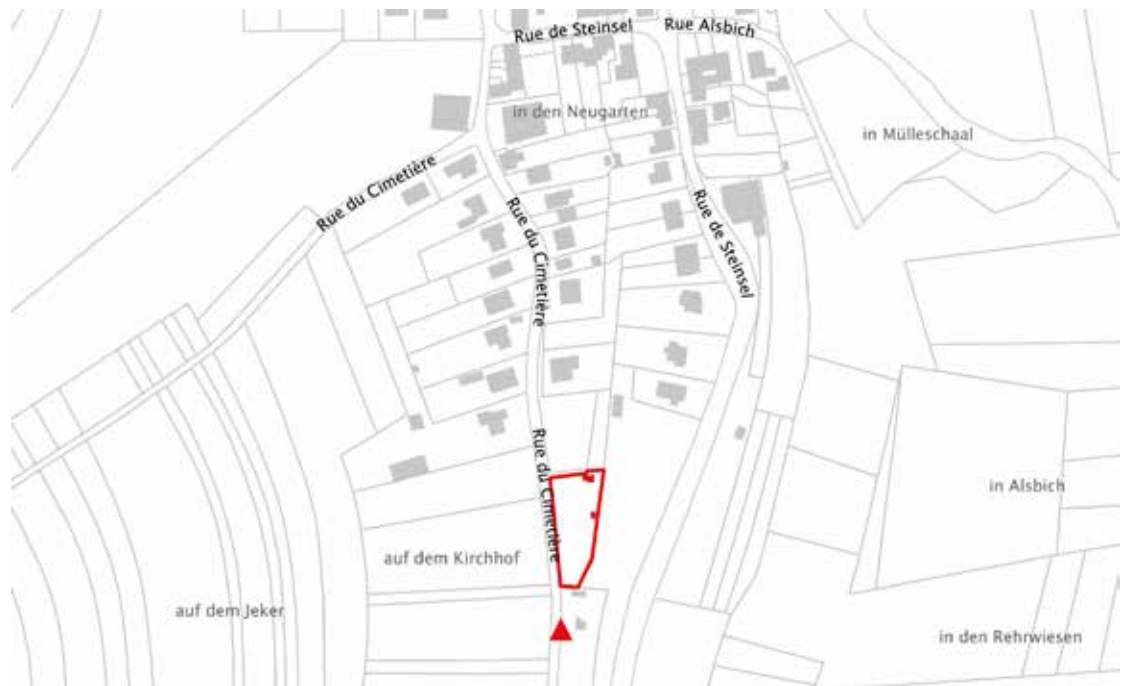 Rue de Steinsel
Rue Alsbich
in den Neugarten
in Mülleschaal
Rue du Cimetière
Rue du Cimetière
Rue de Steinsel
Rue du Cimetière
in Alsbich
auf dem Kirchhof
auf dem Jeker
in den Rehrwiesen